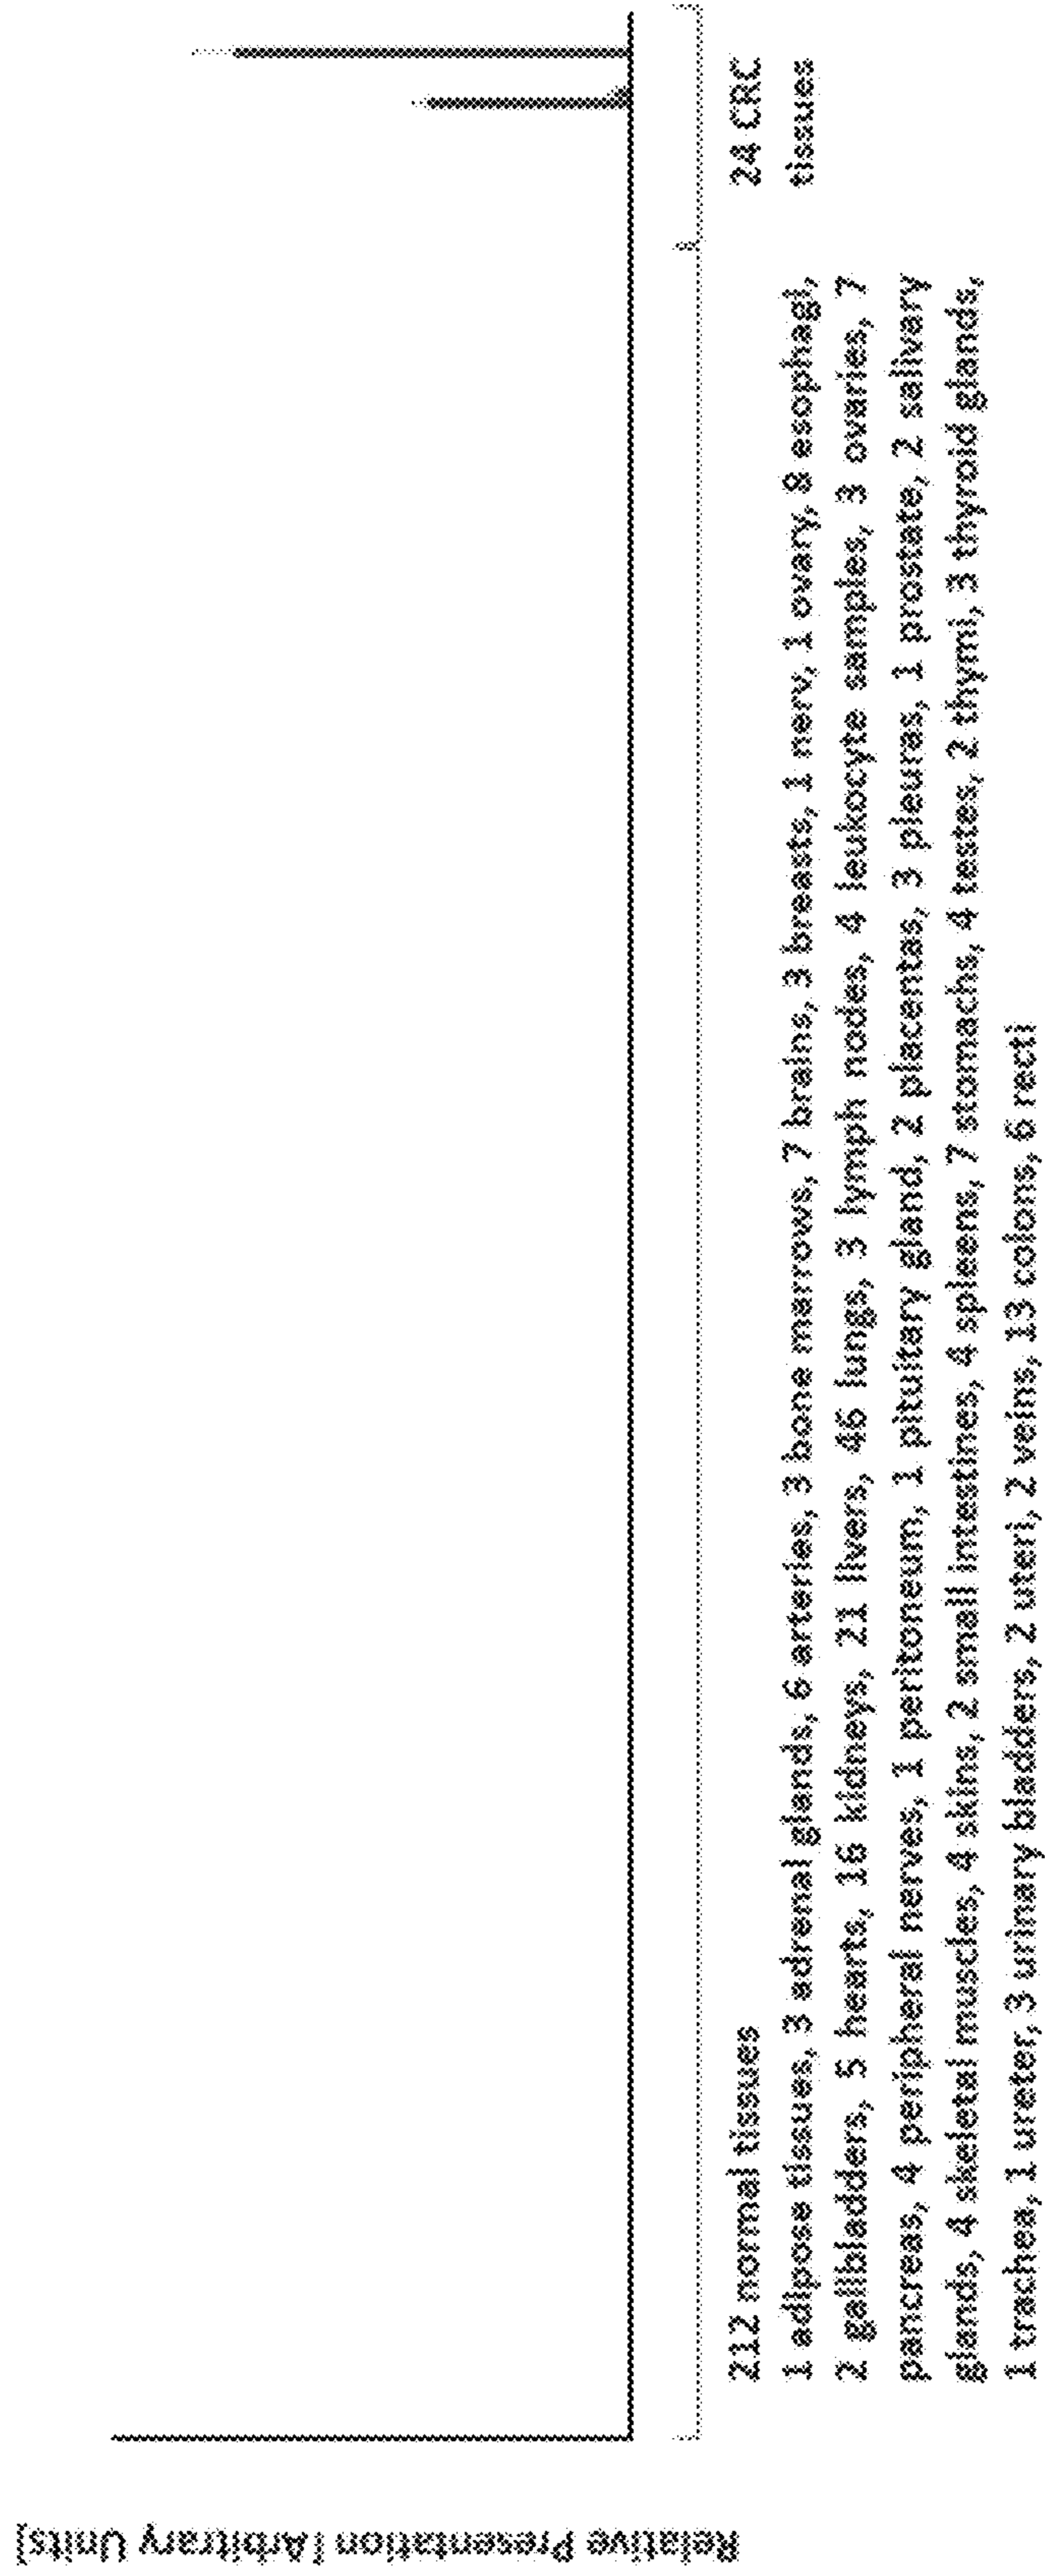 Relative Presentation [Arbitrary Units]
212 normal tissues
1 adipose tissues, 3 adrenal glands, 6 arteries, 3 bone marrows, 7 brains, 3 breasts, 1 nerv, 1 ovary, 8 esophagi,
2 gallbladders, 5 hearts, 16 kidneys, 21 livers, 46 lungs, 3 lymph nodes, 4 leukocyte samples, 3 ovaries, 7
pancreas, 4 peripheral nerves, 1 peritoneum, 1 pituitary gland, 2 placentas, 3 pleuras, 1 prostate, 2 salivary
glands, 4 skeletal muscles, 4 skins, 2 small intestines, 4 spleens, 7 stomachs, 4 testes, 2 thymi, 3 thyroid glands,
1 trachea, 1 ureter, 3 urinary bladders, 2 uteri, 2 veins, 13 colons, 6 recti
24 CRC
tissues